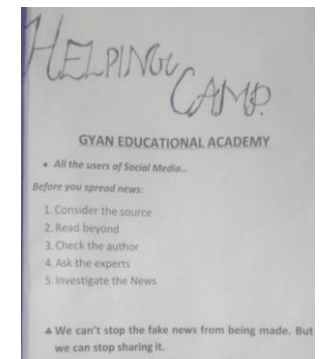 HELPING
CAMP.
GYAN EDUCATIONAL ACADEMY
• All the users of Social Media...
Before you spread news:
1. Consider the source
2. Read beyond
3. Check the author
4. Ask the experts
5. Investigate the News
▲ We can't stop the fake news from being made. But
we can stop sharing it.